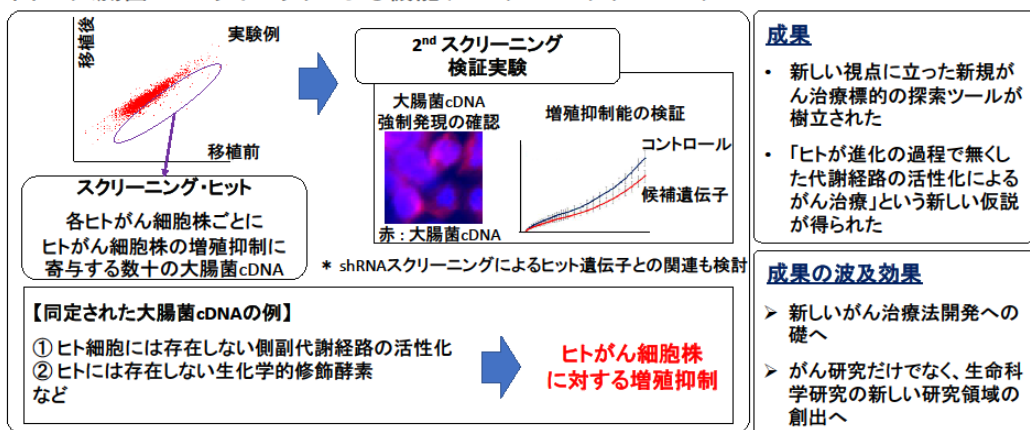 移植後
実験例
移植前
スクリーニング・ヒット
各ヒトがん細胞株ごとに
ヒトがん細胞株の増殖抑制に
寄与する数十の大腸菌cDNA
2nd スクリーニング
検証実験
大腸菌cDNA
強制発現の確認
赤：大腸菌cDNA
増殖抑制能の検証
コントロール
候補遺伝子
* shRNAスクリーニングによるヒット遺伝子との関連も検討
【同定された大腸菌cDNAの例】
① ヒト細胞には存在しない側副代謝経路の活性化
② ヒトには存在しない生化学的修飾酵素
など
ヒトがん細胞株
に対する増殖抑制
成果
• 新しい視点に立った新規が
ん治療標的の探索ツールが
樹立された
• 「ヒトが進化の過程で無くし
た代謝経路の活性化による
がん治療」という新しい仮説
が得られた
成果の波及効果
➢ 新しいがん治療法開発への
礎へ
➢ がん研究だけでなく、生命科
学研究の新しい研究領域の
創出へ